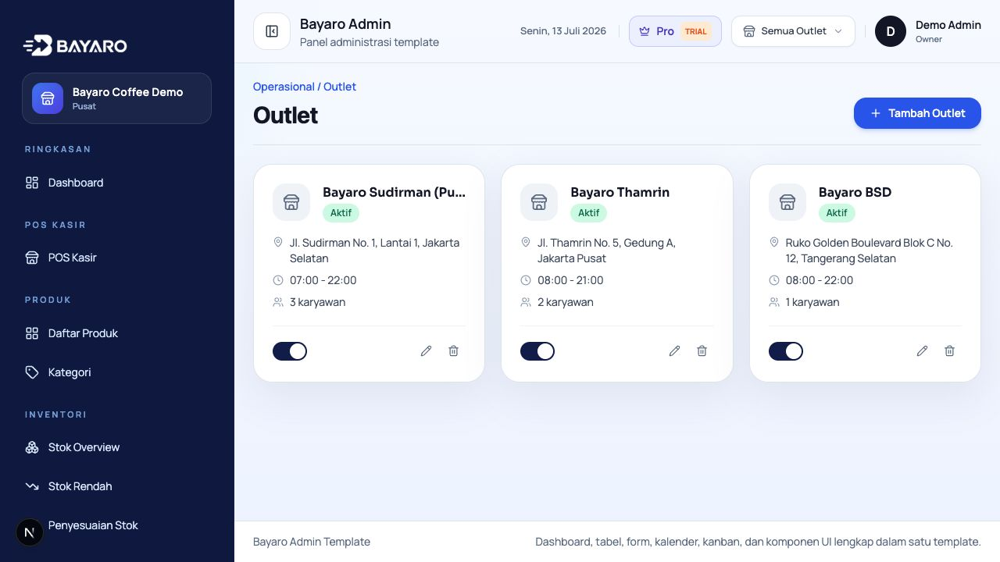 BAYARO
Bayaro Coffee Demo
Pusat
RINGKASAN
Dashboard
POS KASIR
POS Kasir
PRODUK
Daftar Produk
Kategori
INVENTORI
Stok Overview
Stok Rendah
Penyesuaian Stok
N
Bayaro Admin
Panel administrasi template
Senin, 13 Juli 2026
Pro TRIAL
Semua Outlet
D
Demo Admin
Owner
Operasional / Outlet
Outlet
Tambah Outlet
Bayaro Sudirman (Pu...
Aktif
Jl. Sudirman No. 1, Lantai 1, Jakarta
Selatan
07:00 - 22:00
3 karyawan
Bayaro Thamrin
Aktif
Jl. Thamrin No. 5, Gedung A,
Jakarta Pusat
08:00 - 21:00
2 karyawan
Bayaro BSD
Aktif
Ruko Golden Boulevard Blok C No.
12, Tangerang Selatan
08:00 - 22:00
1 karyawan
Bayaro Admin Template
Dashboard, tabel, form, kalender, kanban, dan komponen UI lengkap dalam satu template.